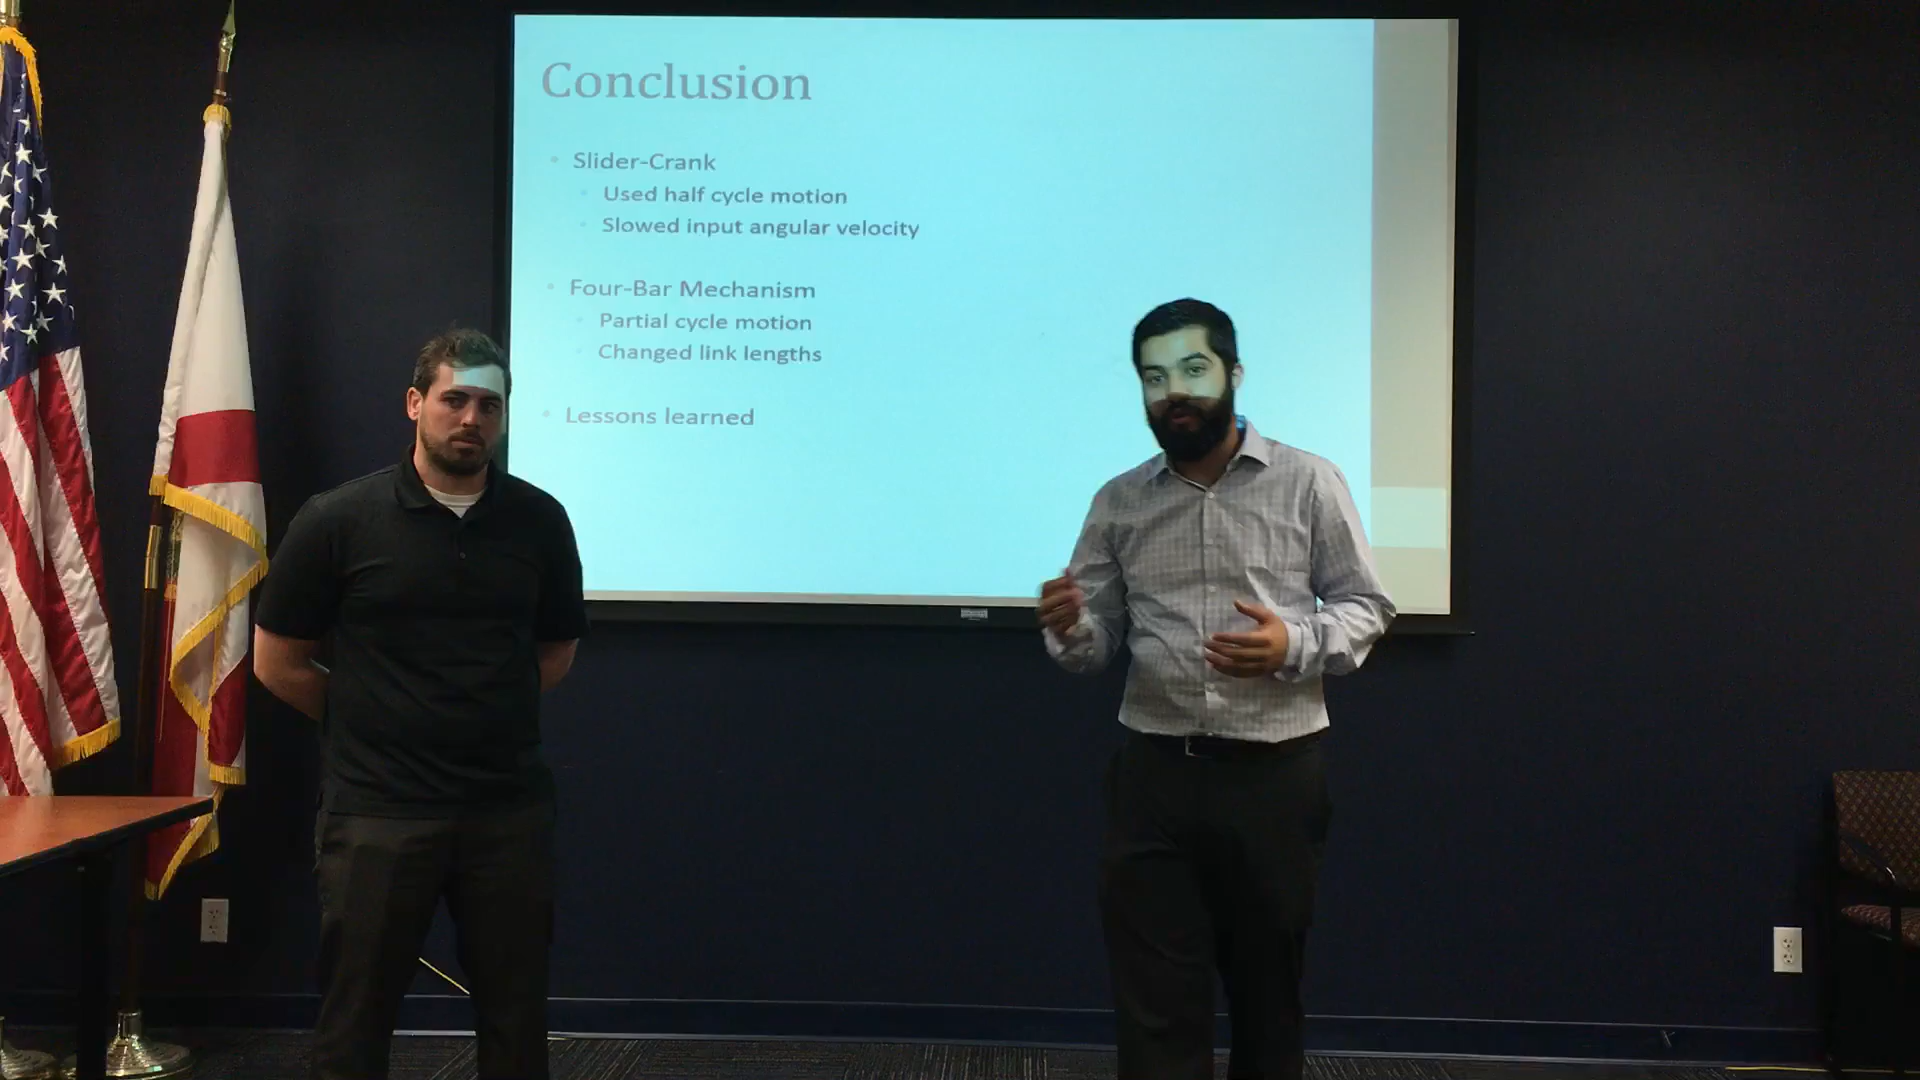 Conclusion
Slider-Crank
Used half cycle motion
Slowed input angular velocity
Four-Bar Mechanism
Partial cycle motion
Changed link lengths
Lessons learned